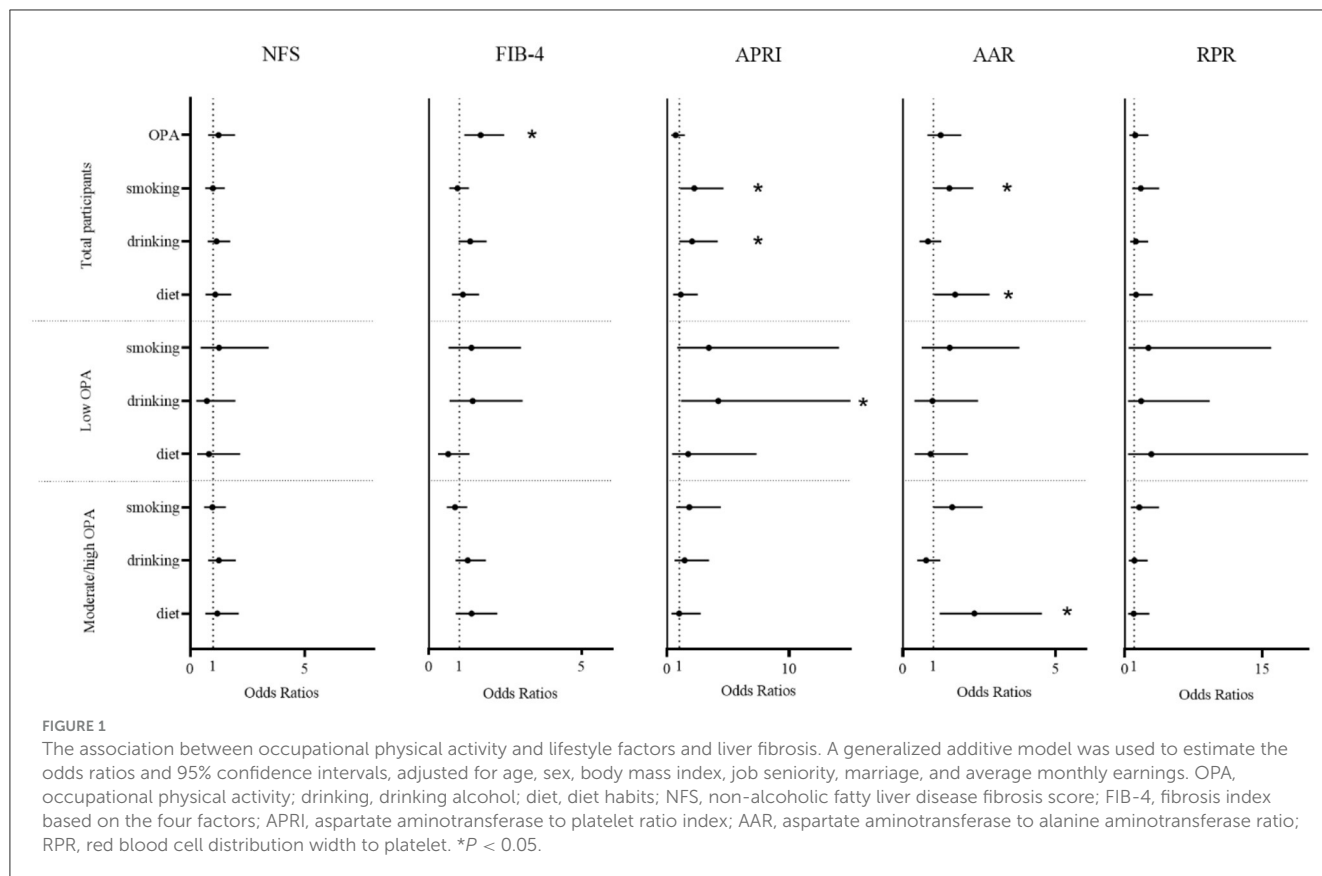 NFS
FIB-4
APRI
AAR
RPR
Total participants
OPA
*
smoking
*
*
drinking
*
diet
*
Low OPA
smoking
drinking
*
diet
Moderate/high OPA
smoking
drinking
diet
*
0 1 5
0 1 5
0 1 10
0 1 5
0 1 15
Odds Ratios
Odds Ratios
Odds Ratios
Odds Ratios
Odds Ratios
FIGURE 1
The association between occupational physical activity and lifestyle factors and liver fibrosis. A generalized additive model was used to estimate the
odds ratios and 95% confidence intervals, adjusted for age, sex, body mass index, job seniority, marriage, and average monthly earnings. OPA,
occupational physical activity; drinking, drinking alcohol; diet, diet habits; NFS, non-alcoholic fatty liver disease fibrosis score; FIB-4, fibrosis index
based on the four factors; APRI, aspartate aminotransferase to platelet ratio index; AAR, aspartate aminotransferase to alanine aminotransferase ratio;
RPR, red blood cell distribution width to platelet. *P < 0.05.